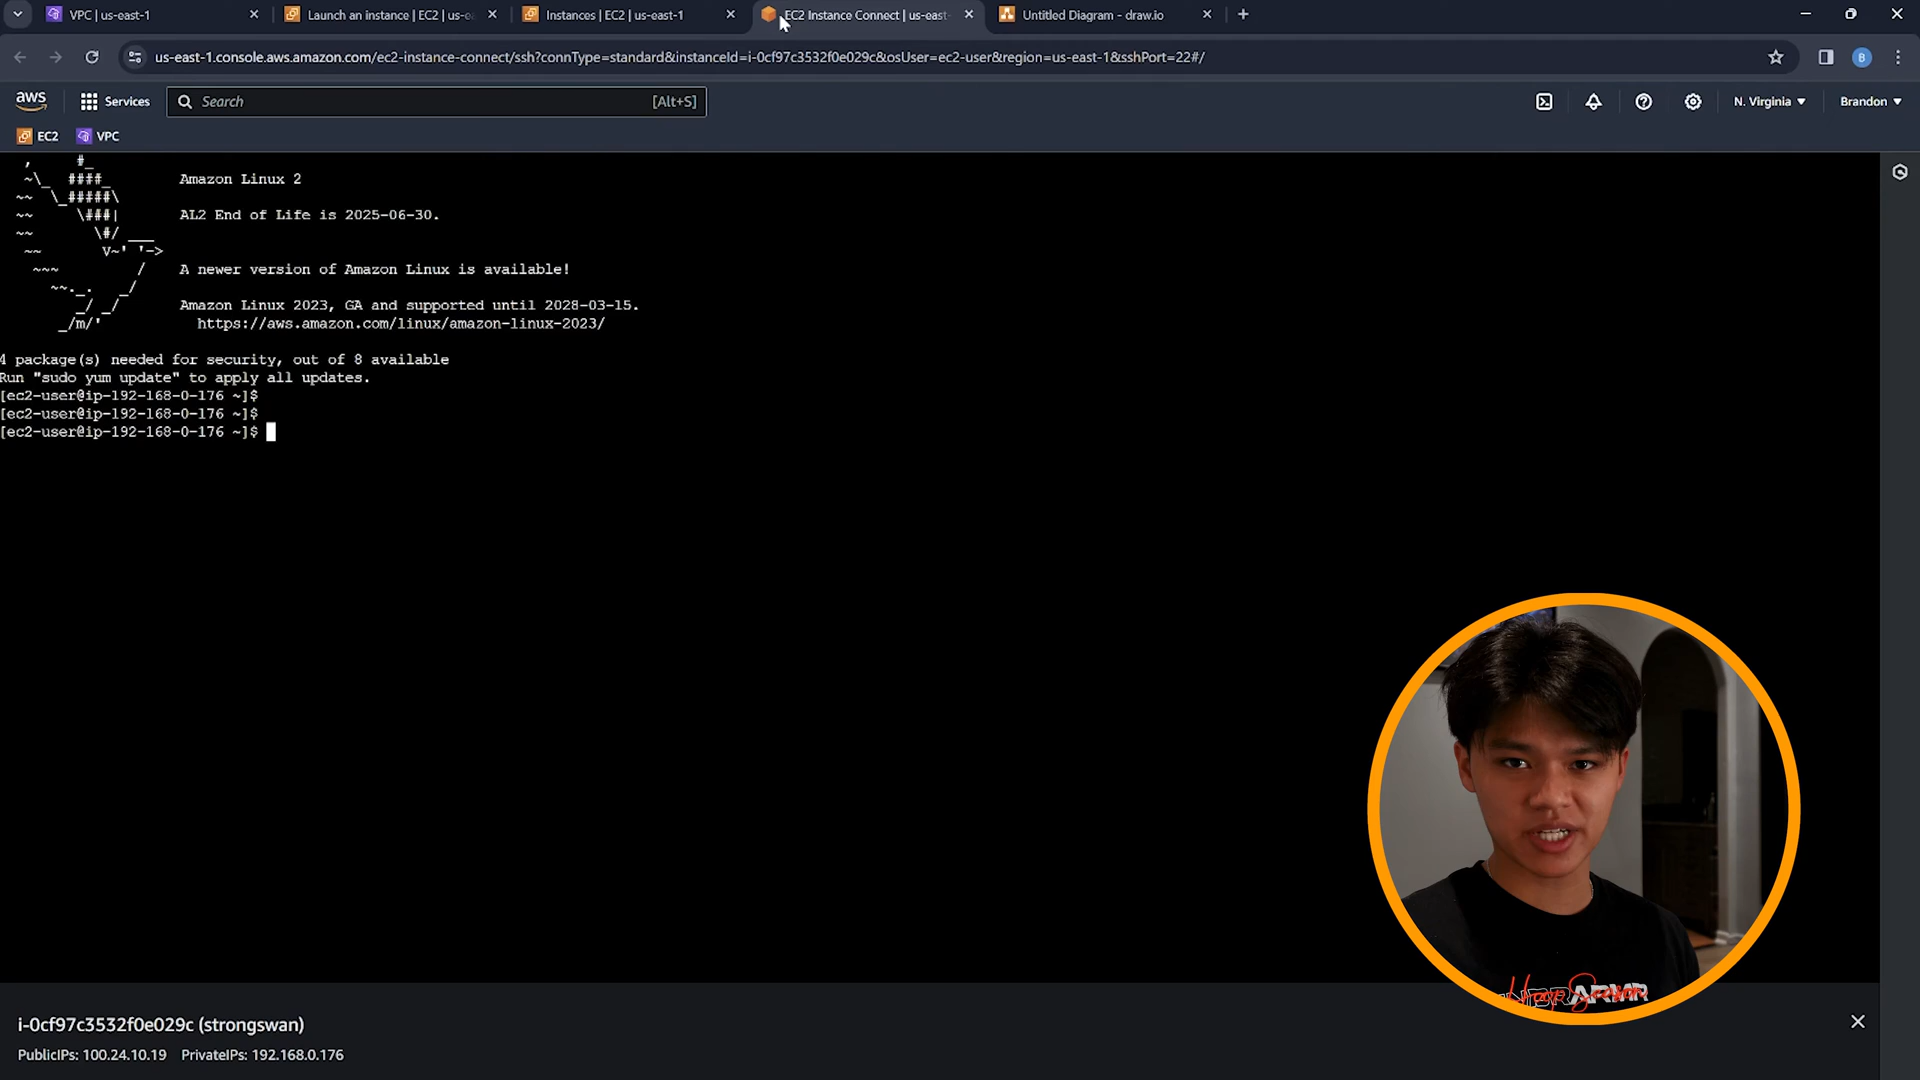 VPC | us-east-1
Launch an instance | EC2 | us-e
Instances | EC2 | us-east-1
EC2 Instance Connect | us-east-
Untitled Diagram - draw.io
us-east-1.console.aws.amazon.com/ec2-instance-connect/ssh?connType=standard&instanceId=i-0cf97c3532f0e029c&osUser=ec2-user&region=us-east-1&sshPort=22#/
B
aws
Services
Search
[Alt+S]
N. Virginia
Brandon
EC2
VPC
,     #_
~\_  ####_        Amazon Linux 2
~~  \_#####\
~~     \###|       AL2 End of Life is 2025-06-30.
~~       \#/ ___
~~       V~' '->
~~~         /    A newer version of Amazon Linux is available!
~~._.   _/
_/ _/       Amazon Linux 2023, GA and supported until 2028-03-15.
_/m/'           https://aws.amazon.com/linux/amazon-linux-2023/
4 package(s) needed for security, out of 8 available
Run "sudo yum update" to apply all updates.
[ec2-user@ip-192-168-0-176 ~]$
[ec2-user@ip-192-168-0-176 ~]$
[ec2-user@ip-192-168-0-176 ~]$
i-0cf97c3532f0e029c (strongswan)
PublicIPs: 100.24.10.19 PrivateIPs: 192.168.0.176